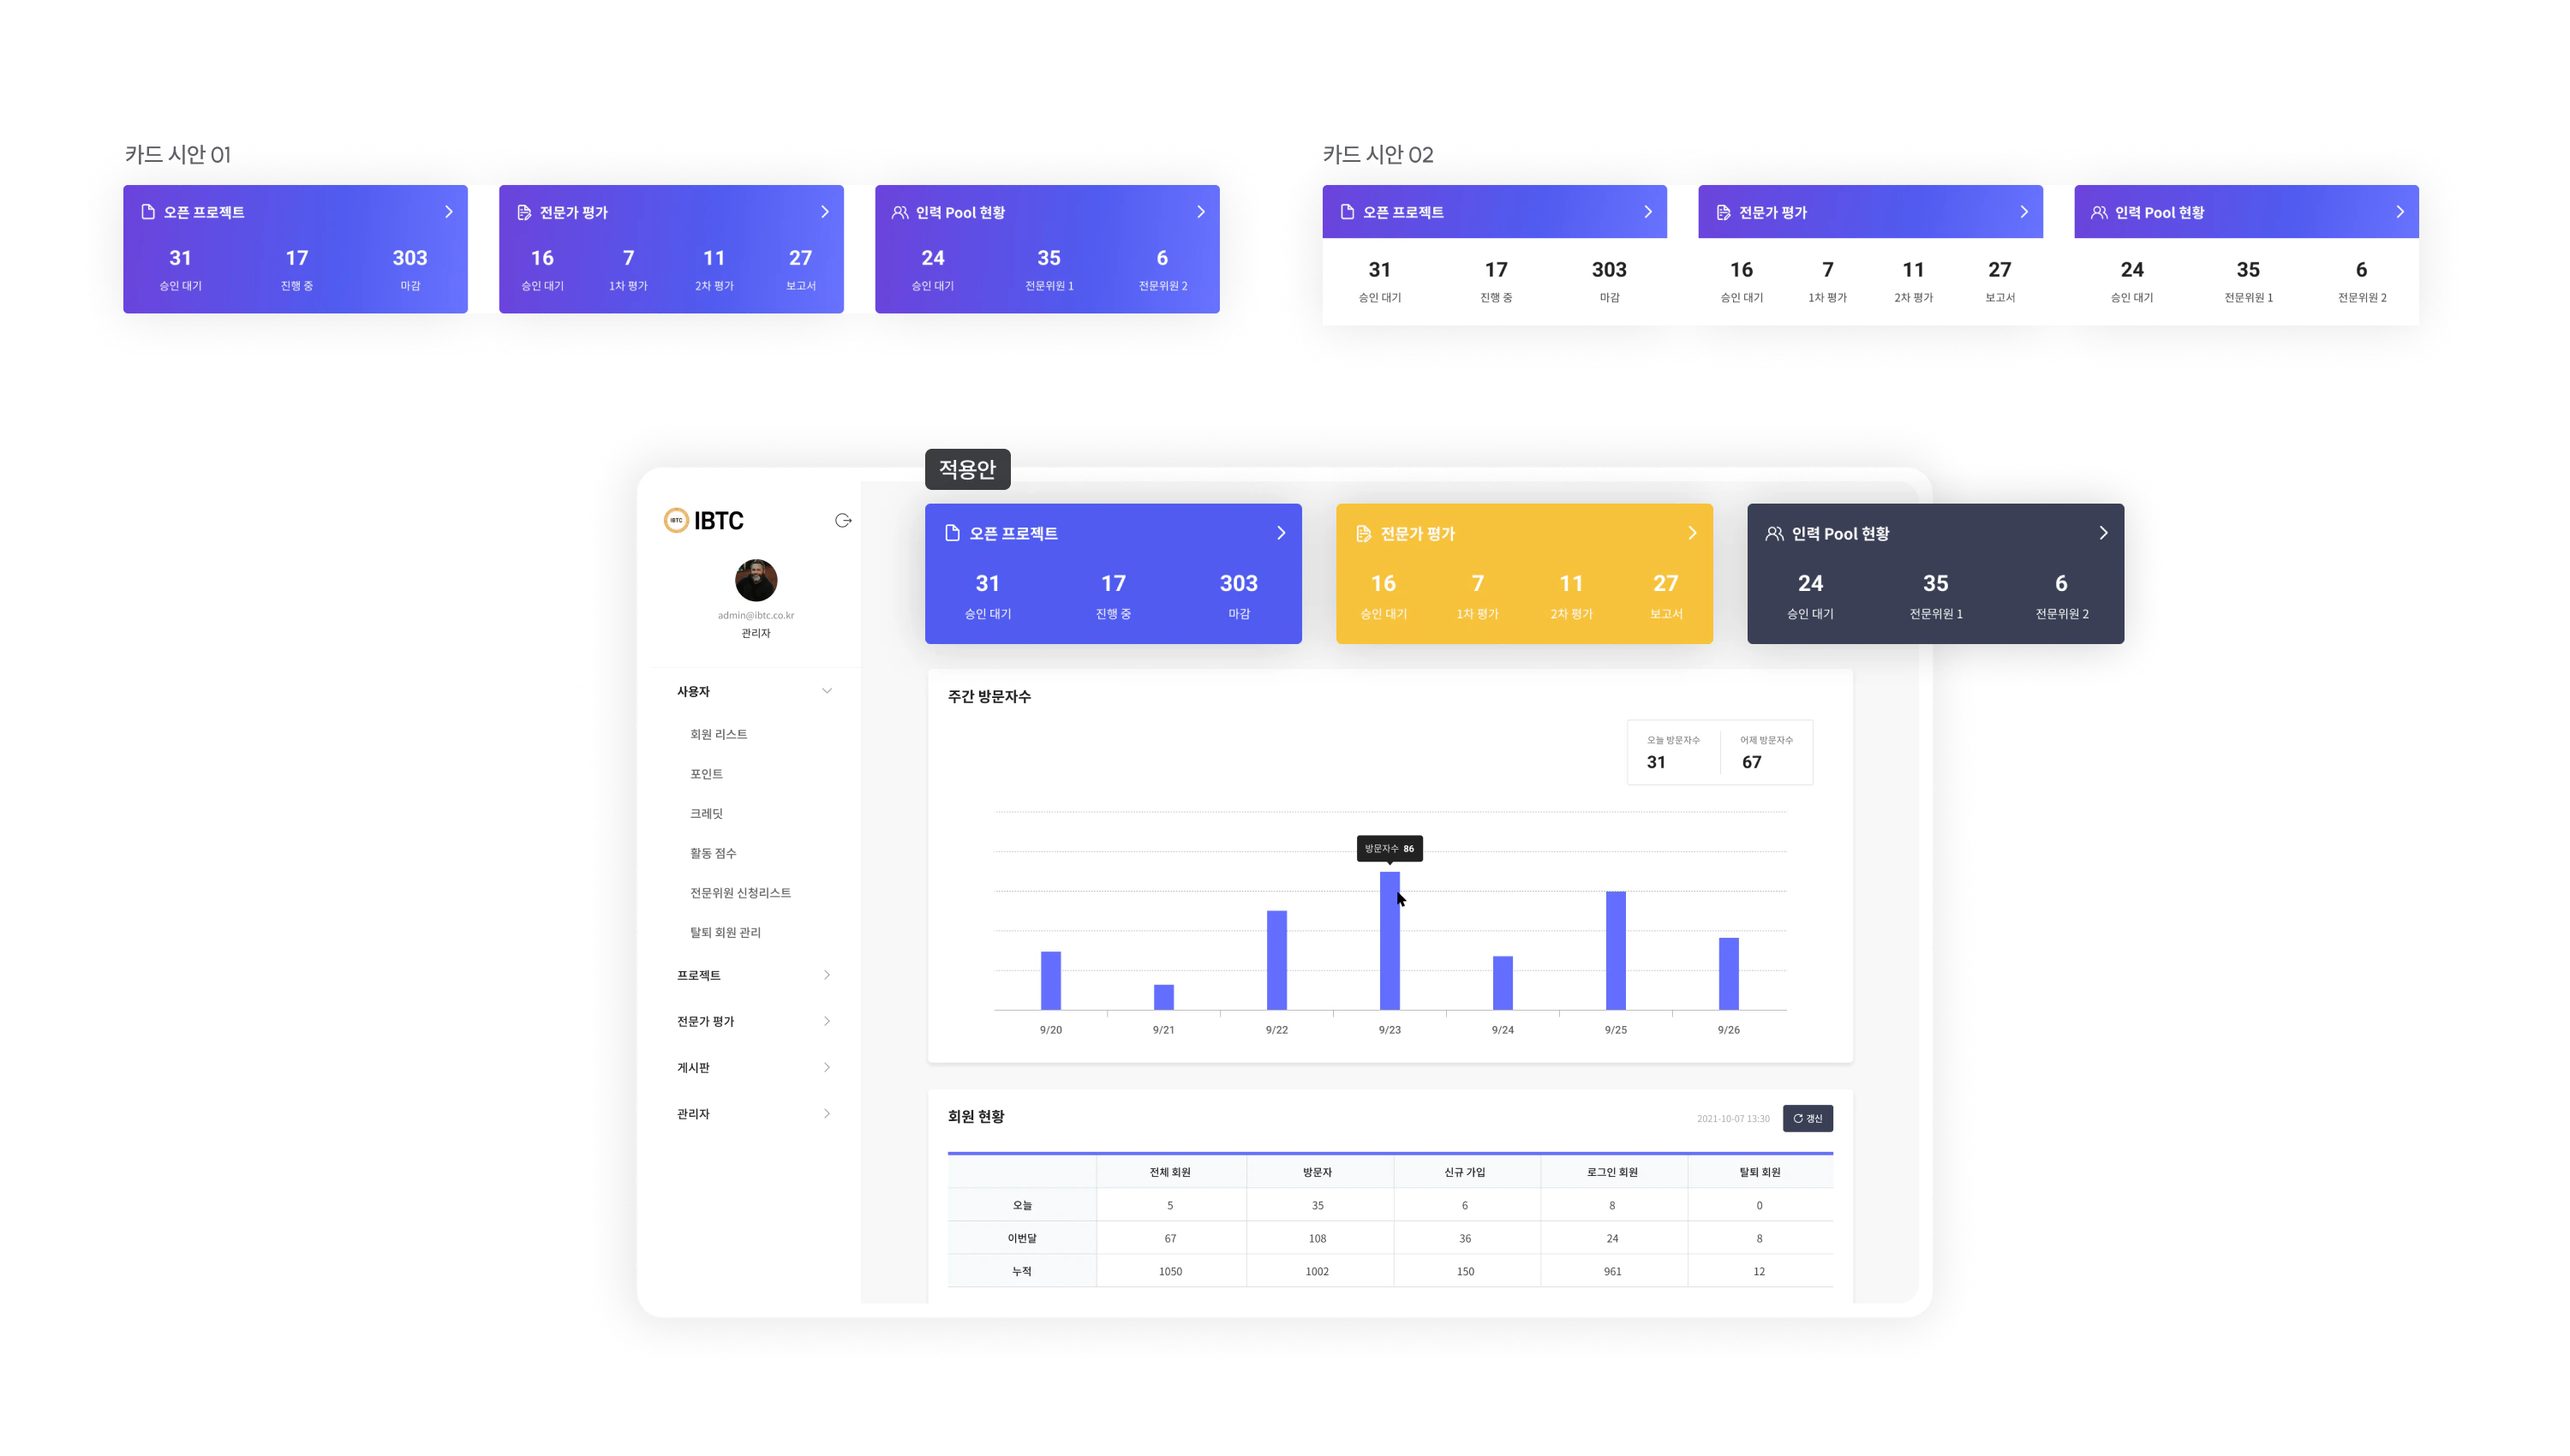 카드 시안 01
오픈 프로젝트
31 17 303
승인 대기 진행 중 마감
전문가 평가
16 7 11 27
승인 대기 1차 평가 2차 평가 보고서
인력 Pool 현황
24 35 6
승인 대기 전문위원 1 전문위원 2
카드 시안 02
오픈 프로젝트
31 17 303
승인 대기 진행 중 마감
전문가 평가
16 7 11 27
승인 대기 1차 평가 2차 평가 보고서
인력 Pool 현황
24 35 6
승인 대기 전문위원 1 전문위원 2
적용안
IBTC IBTC
admin@ibtc.co.kr
관리자
사용자
회원 리스트
포인트
크레딧
활동 점수
전문위원 신청리스트
탈퇴 회원 관리
프로젝트
전문가 평가
게시판
관리자
오픈 프로젝트
31 17 303
승인 대기 진행 중 마감
전문가 평가
16 7 11 27
승인 대기 1차 평가 2차 평가 보고서
인력 Pool 현황
24 35 6
승인 대기 전문위원 1 전문위원 2
주간 방문자수
오늘 방문자수 어제 방문자수
31 67
방문자수 86
9/20 9/21 9/22 9/23 9/24 9/25 9/26
회원 현황
2021-10-07 13:30 갱신
전체 회원 방문자 신규 가입 로그인 회원 탈퇴 회원
오늘 5 35 6 8 0
이번달 67 108 36 24 8
누적 1050 1002 150 961 12